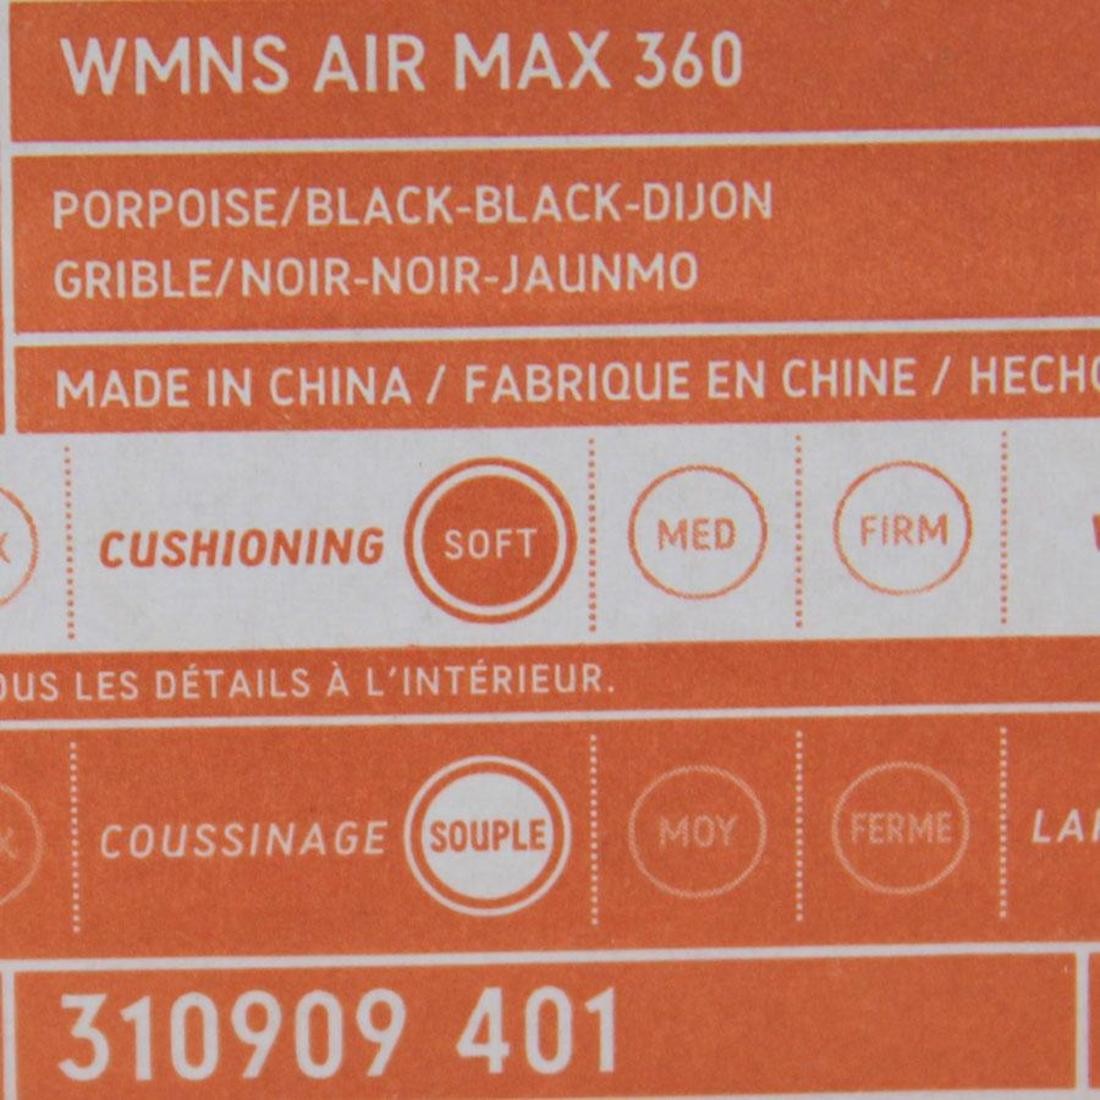 WMNS AIR MAX 360
PORPOISE/BLACK-BLACK-DIJON
GRIBLE/NOIR-NOIR-JAUNMO
MADE IN CHINA / FABRIQUE EN CHINE / HECHO
CUSHIONING SOFT MED FIRM
LES DÉTAILS À L'INTÉRIEUR.
COUSSINAGE SOUPLE MOY FERME
310909 401